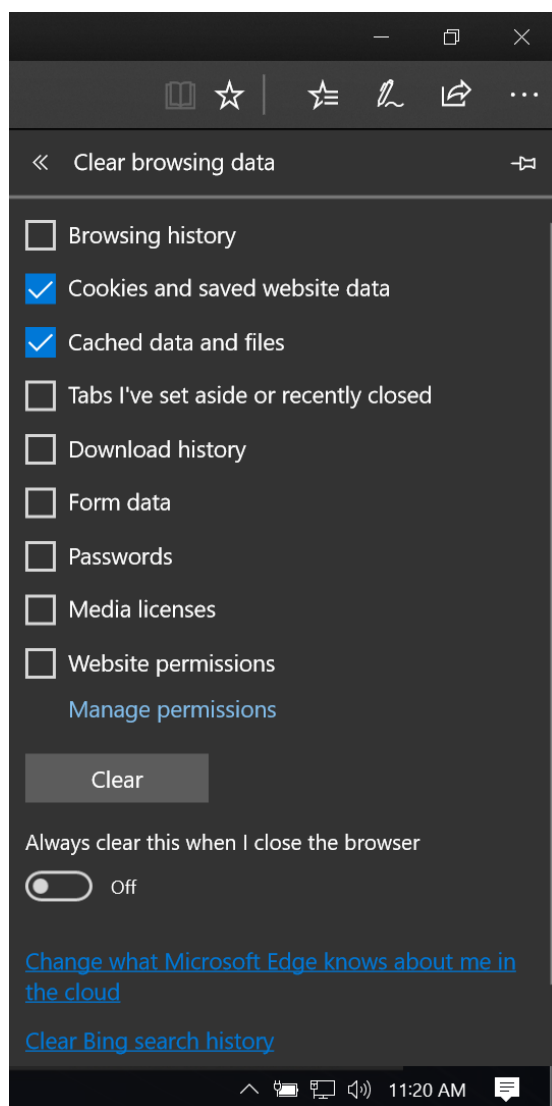 Clear browsing data
Browsing history
Cookies and saved website data
Cached data and files
Tabs I've set aside or recently closed
Download history
Form data
Passwords
Media licenses
Website permissions
Manage permissions
Clear
Always clear this when I close the browser
Off
Change what Microsoft Edge knows about me in
the cloud
Clear Bing search history
11:20 AM